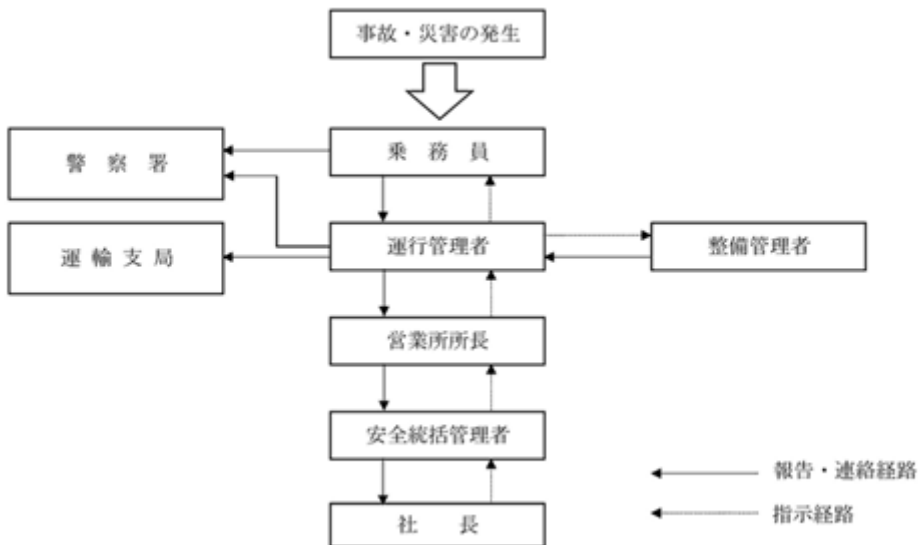 事故・災害の発生
警察署
乗務員
運輸支局
運行管理者
整備管理者
営業所所長
安全統括管理者
社長
報告・連絡経路
指示経路